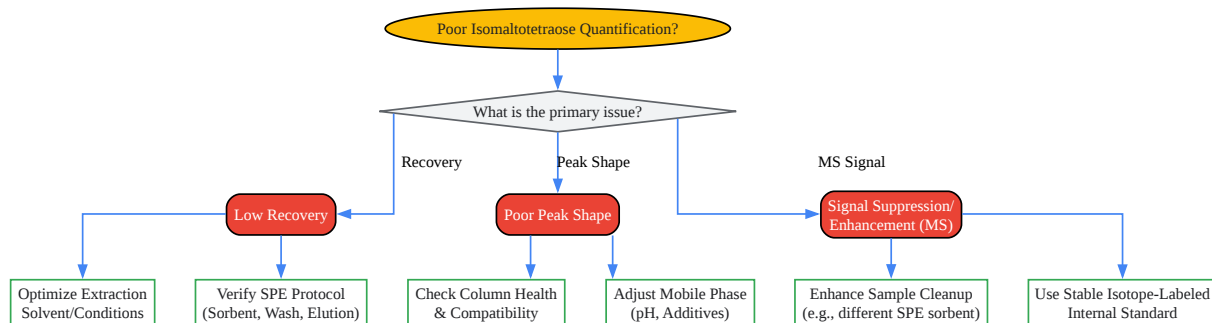 Poor Isomaltotetraose Quantification?
What is the primary issue?
Recovery
Peak Shape
MS Signal
Low Recovery
Poor Peak Shape
Signal Suppression/
Enhancement (MS)
Optimize Extraction
Solvent/Conditions
Verify SPE Protocol
(Sorbent, Wash, Elution)
Check Column Health
& Compatibility
Adjust Mobile Phase
(pH, Additives)
Enhance Sample Cleanup
(e.g., different SPE sorbent)
Use Stable Isotope-Labeled
Internal Standard